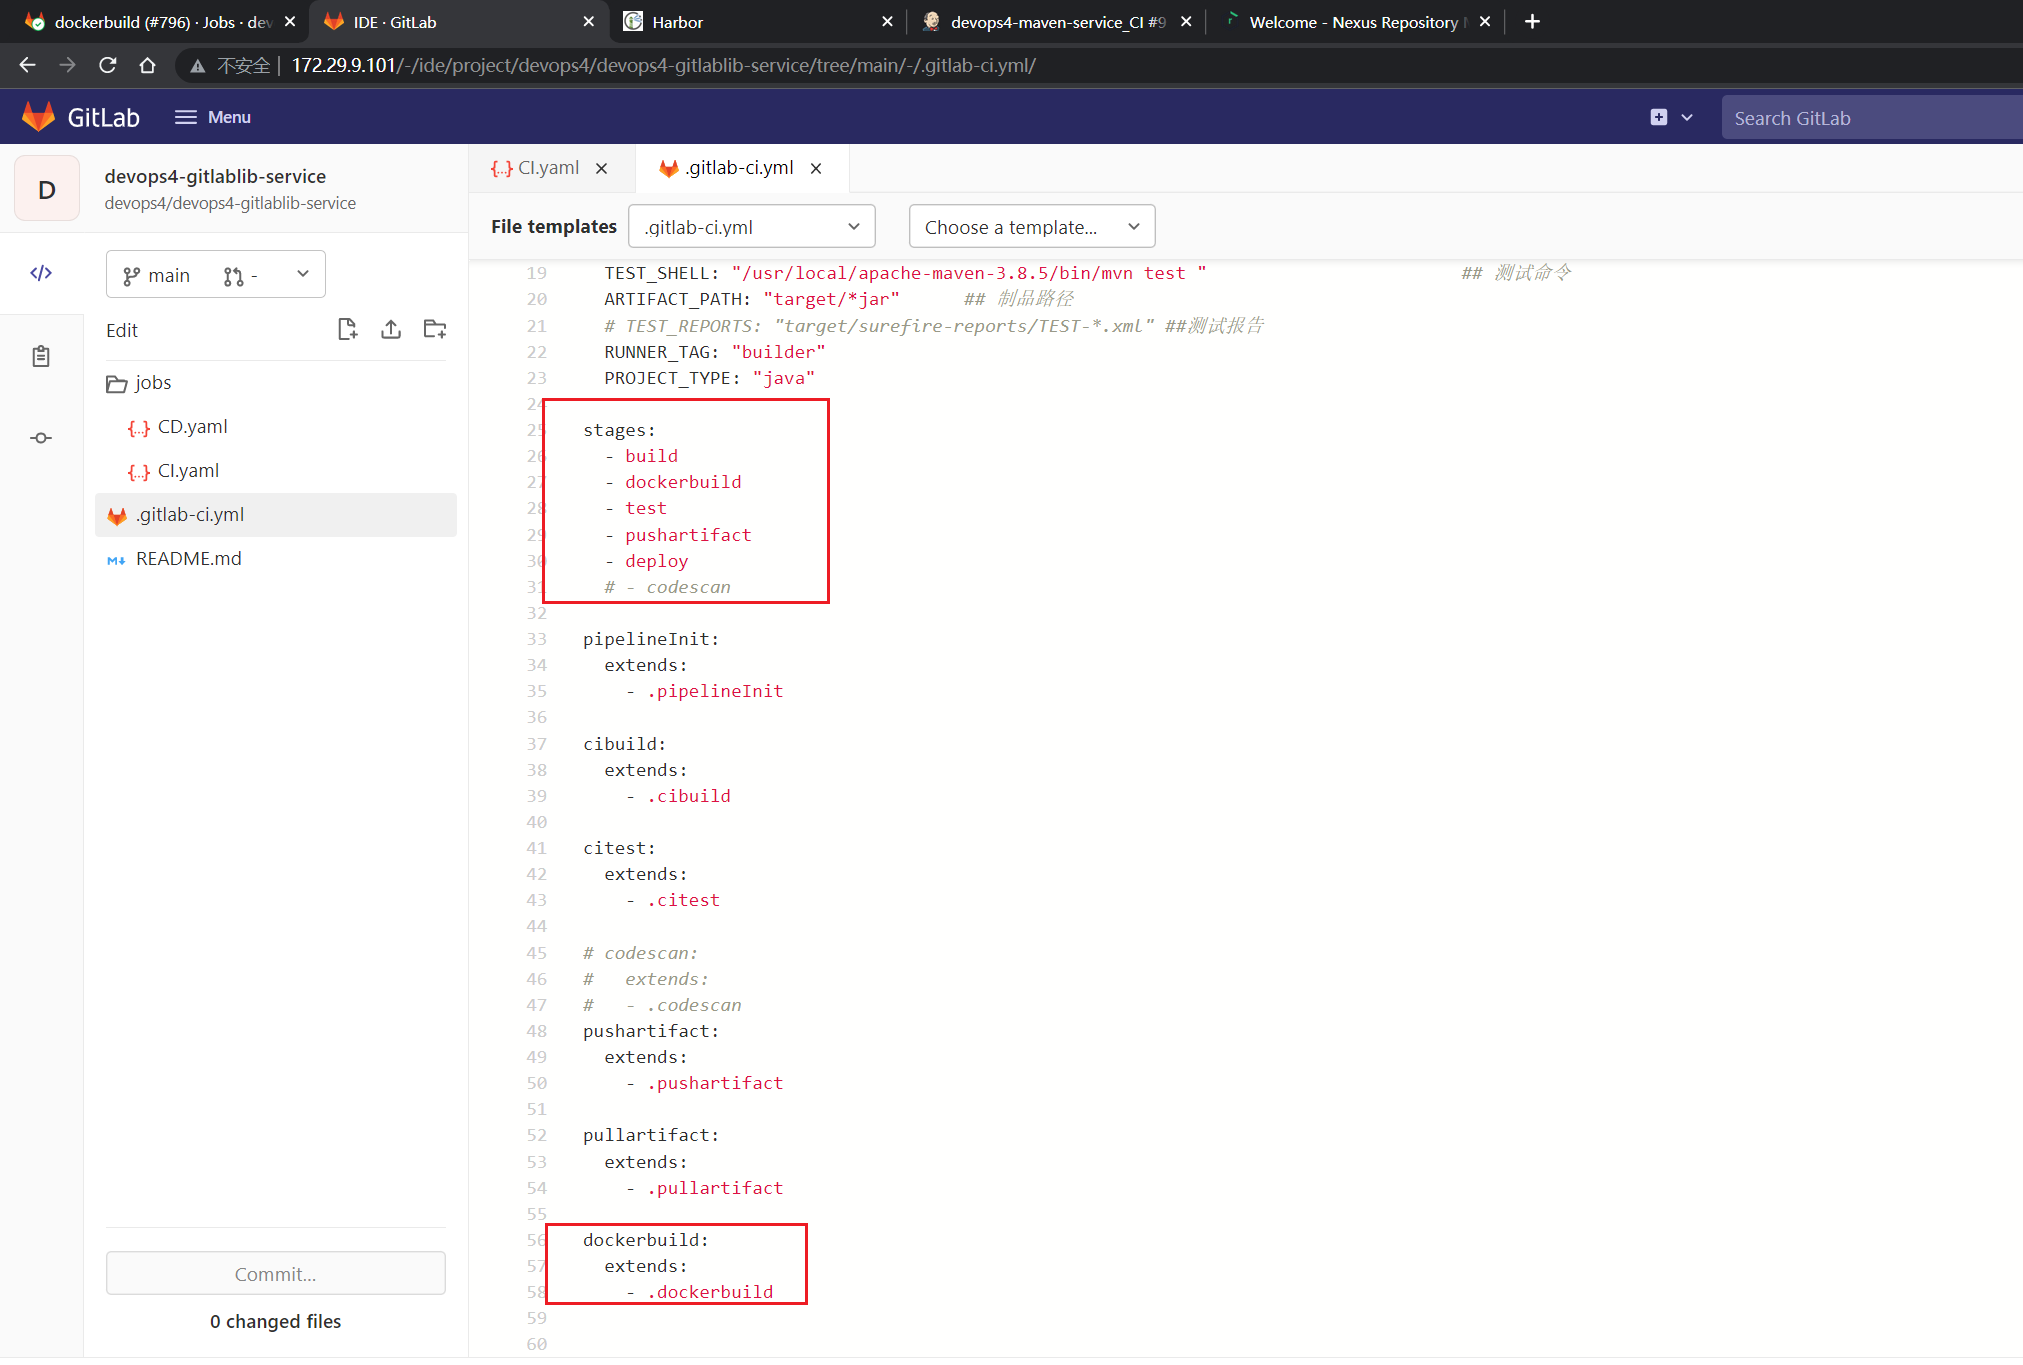 dockerbuild (#796) · Jobs · dev
IDE · GitLab
Harbor
devops4-maven-service_CI #9
Welcome - Nexus Repository M
不安全
172.29.9.101/-/ide/project/devops4/devops4-gitlablib-service/tree/main/-/.gitlab-ci.yml/
GitLab
Menu
Search GitLab
D
devops4-gitlablib-service
devops4/devops4-gitlablib-service
main
-
Edit
jobs
{...} CD.yaml
{...} CI.yaml
.gitlab-ci.yml
M↓ README.md
Commit...
0 changed files
{...} CI.yaml
.gitlab-ci.yml
File templates
.gitlab-ci.yml
Choose a template...
19 TEST_SHELL: "/usr/local/apache-maven-3.8.5/bin/mvn test " ## 测试命令
20 ARTIFACT_PATH: "target/*jar" ## 制品路径
21 # TEST_REPORTS: "target/surefire-reports/TEST-*.xml" ##测试报告
22 RUNNER_TAG: "builder"
23 PROJECT_TYPE: "java"
24
25 stages:
26 - build
27 - dockerbuild
28 - test
29 - pushartifact
30 - deploy
31 # - codescan
32
33 pipelineInit:
34 extends:
35 - .pipelineInit
36
37 cibuild:
38 extends:
39 - .cibuild
40
41 citest:
42 extends:
43 - .citest
44
45 # codescan:
46 # extends:
47 # - .codescan
48 pushartifact:
49 extends:
50 - .pushartifact
51
52 pullartifact:
53 extends:
54 - .pullartifact
55
56 dockerbuild:
57 extends:
58 - .dockerbuild
59
60